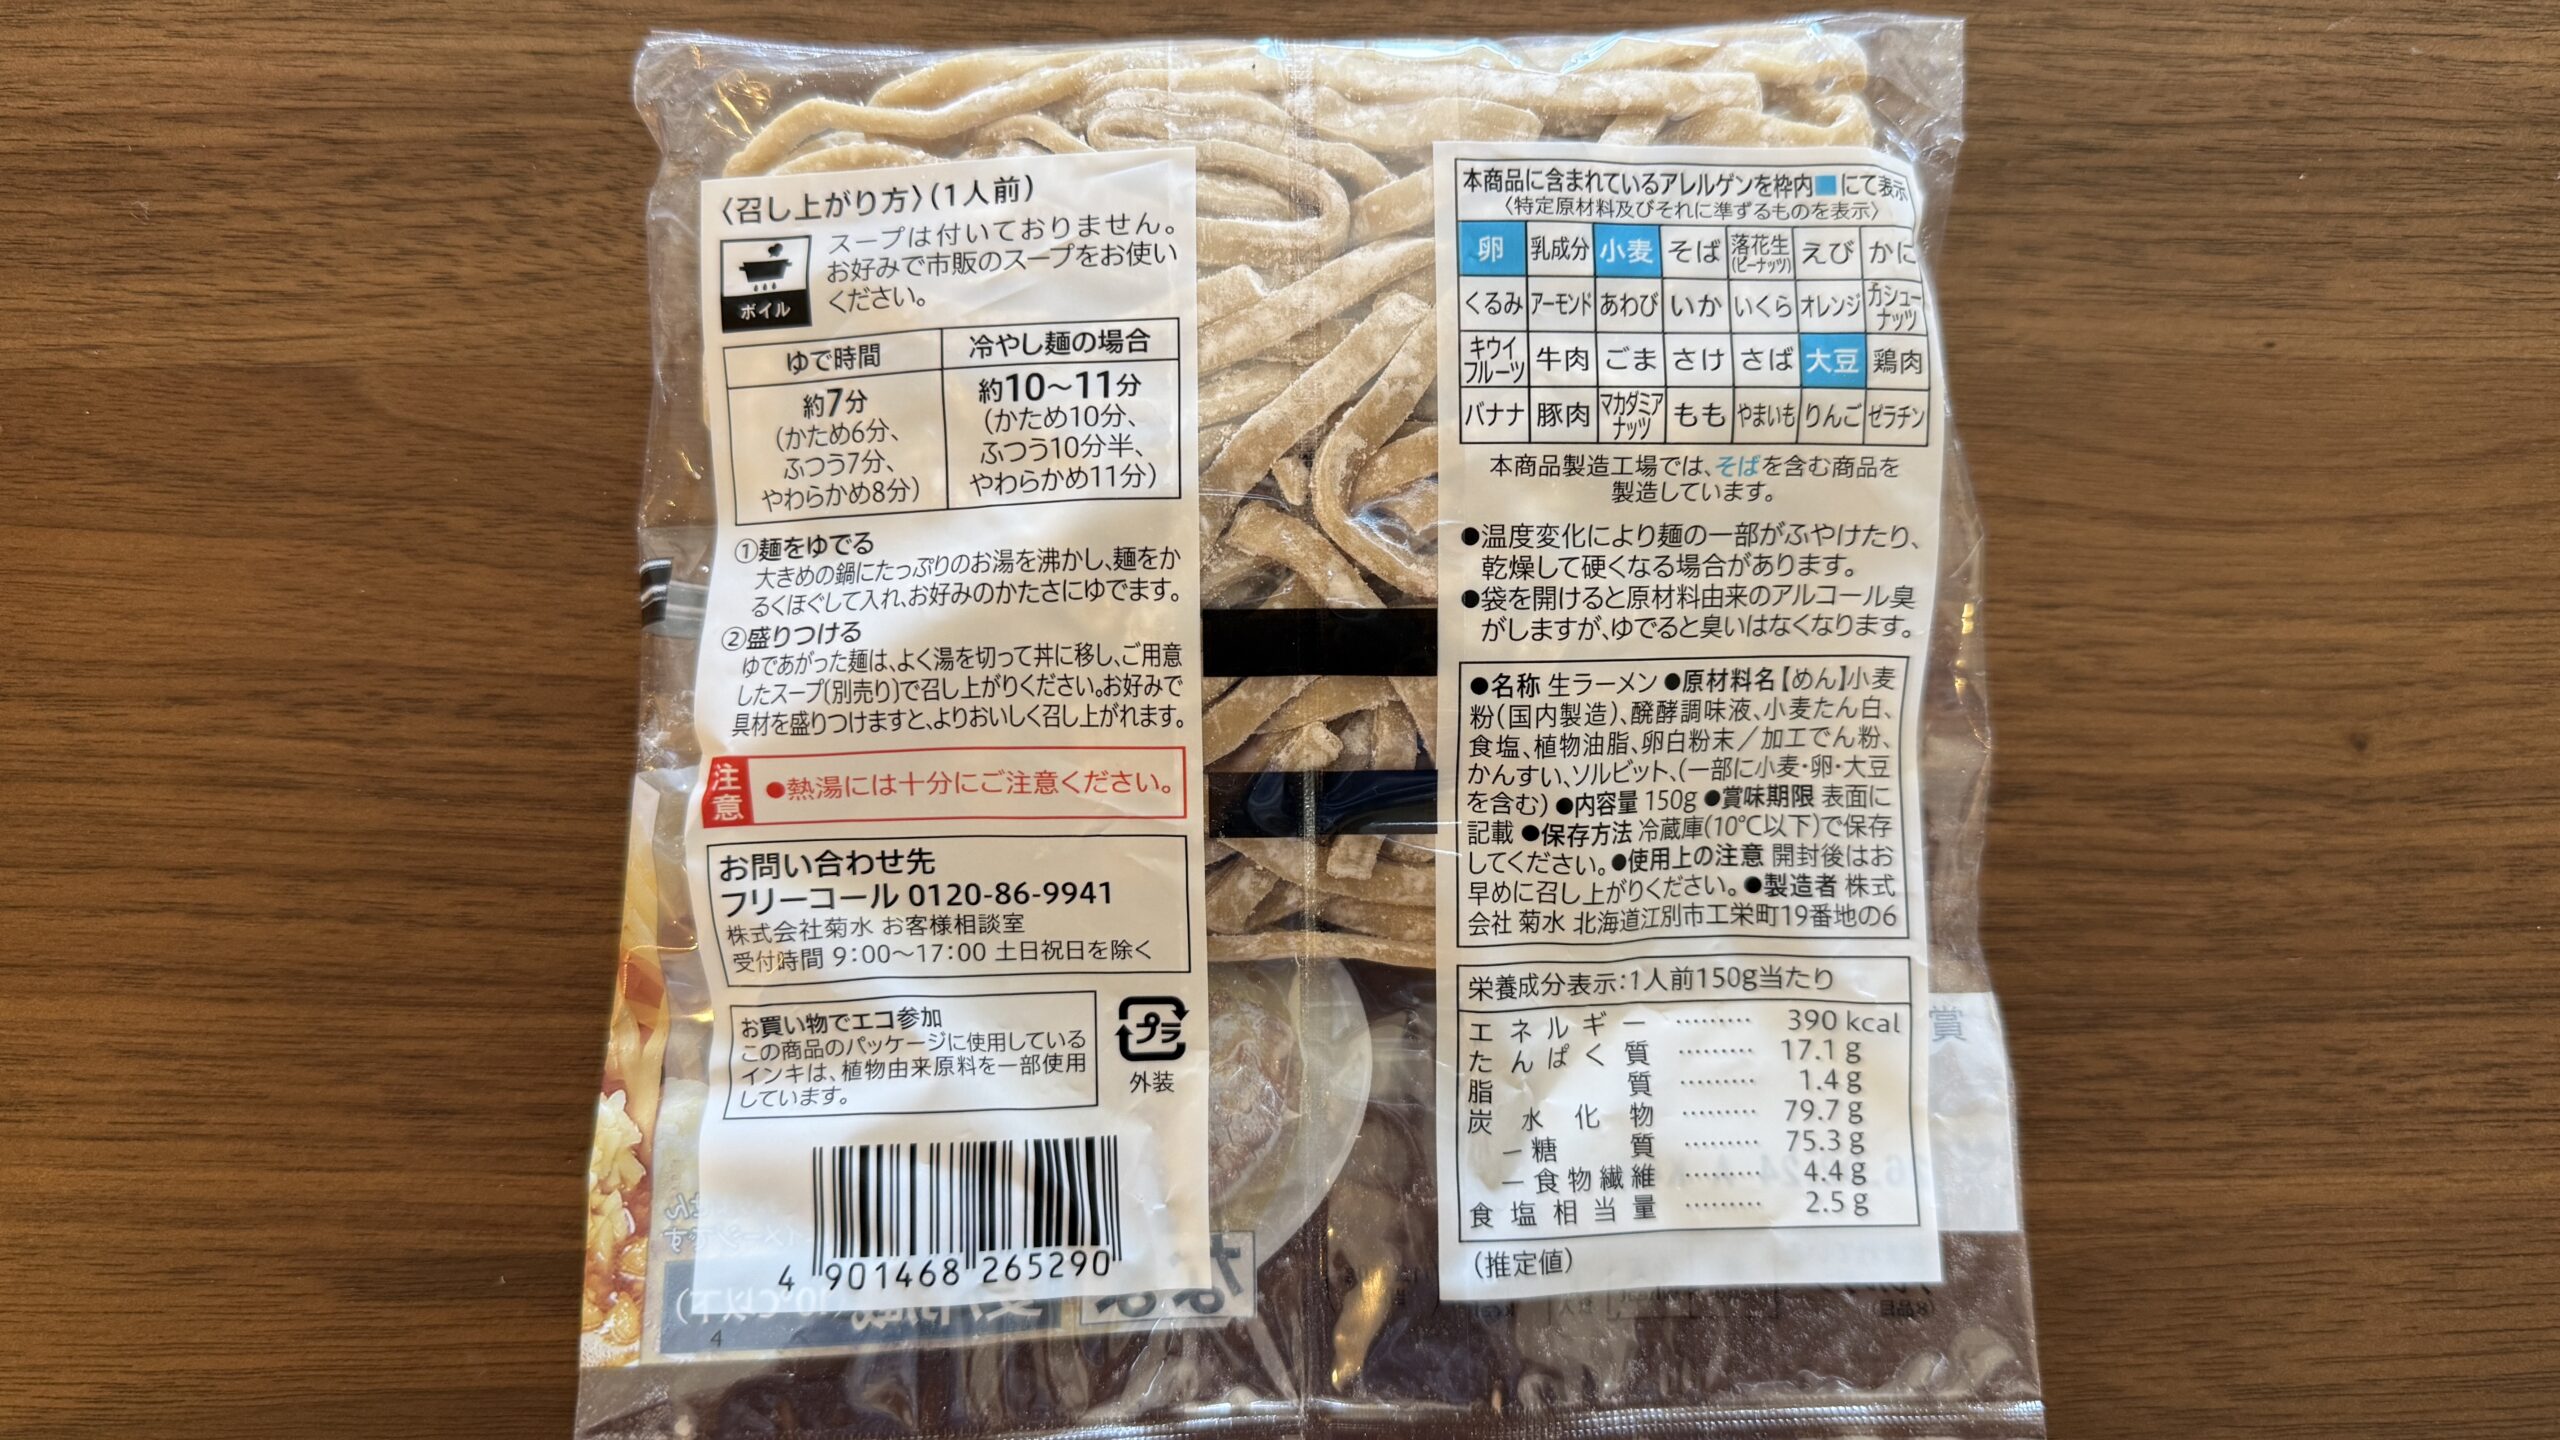 〈召し上がり方〉(1人前)
ボイル
スープは付いておりません。
お好みで市販のスープをお使い
ください。
ゆで時間
冷やし麺の場合
約7分
(かため6分、
ふつう7分、
やわらかめ8分)
約10〜11分
(かため10分、
ふつう10分半、
やわらかめ11分)
①麺をゆでる
大きめの鍋にたっぷりのお湯を沸かし、麺をか
るくほぐして入れ、お好みのかたさにゆでます。
②盛りつける
ゆであがった麺は、よく湯を切って丼に移し、ご用意
したスープ(別売り)で召し上がりください。お好みで
具材を盛りつけますと、よりおいしく召し上がれます。
注意
●熱湯には十分にご注意ください。
お問い合わせ先
フリーコール 0120-86-9941
株式会社菊水 お客様相談室
受付時間 9:00〜17:00 土日祝日を除く
お買い物でエコ参加
この商品のパッケージに使用している
インキは、植物由来原料を一部使用
しています。
プラ
外装
4 901468 265290
4
本商品に含まれているアレルゲンを枠内■にて表示
〈特定原材料及びそれに準ずるものを表示〉
卵 乳成分 小麦 そば 落花生(ピーナッツ) えび かに
くるみ アーモンド あわび いか いくら オレンジ カシューナッツ
キウイフルーツ 牛肉 ごま さけ さば 大豆 鶏肉
バナナ 豚肉 マカダミアナッツ もも やまいも りんご ゼラチン
本商品製造工場では、そばを含む商品を
製造しています。
●温度変化により麺の一部がふやけたり、
乾燥して硬くなる場合があります。
●袋を開けると原材料由来のアルコール臭
がしますが、ゆでると臭いはなくなります。
●名称 生ラーメン ●原材料名【めん】小麦
粉(国内製造)、醗酵調味液、小麦たん白、
食塩、植物油脂、卵白粉末／加工でん粉、
かんすい、ソルビット、(一部に小麦・卵・大豆
を含む) ●内容量 150g ●賞味期限 表面に
記載 ●保存方法 冷蔵庫(10℃以下)で保存
してください。●使用上の注意 開封後はお
早めに召し上がりください。●製造者 株式
会社 菊水 北海道江別市工栄町19番地の6
栄養成分表示:1人前150g当たり
エネルギー ……… 390 kcal
たんぱく質 ……… 17.1 g
脂質 ……… 1.4 g
炭水化物 ……… 79.7 g
－糖質 ……… 75.3 g
－食物繊維 ……… 4.4 g
食塩相当量 ……… 2.5 g
(推定値)